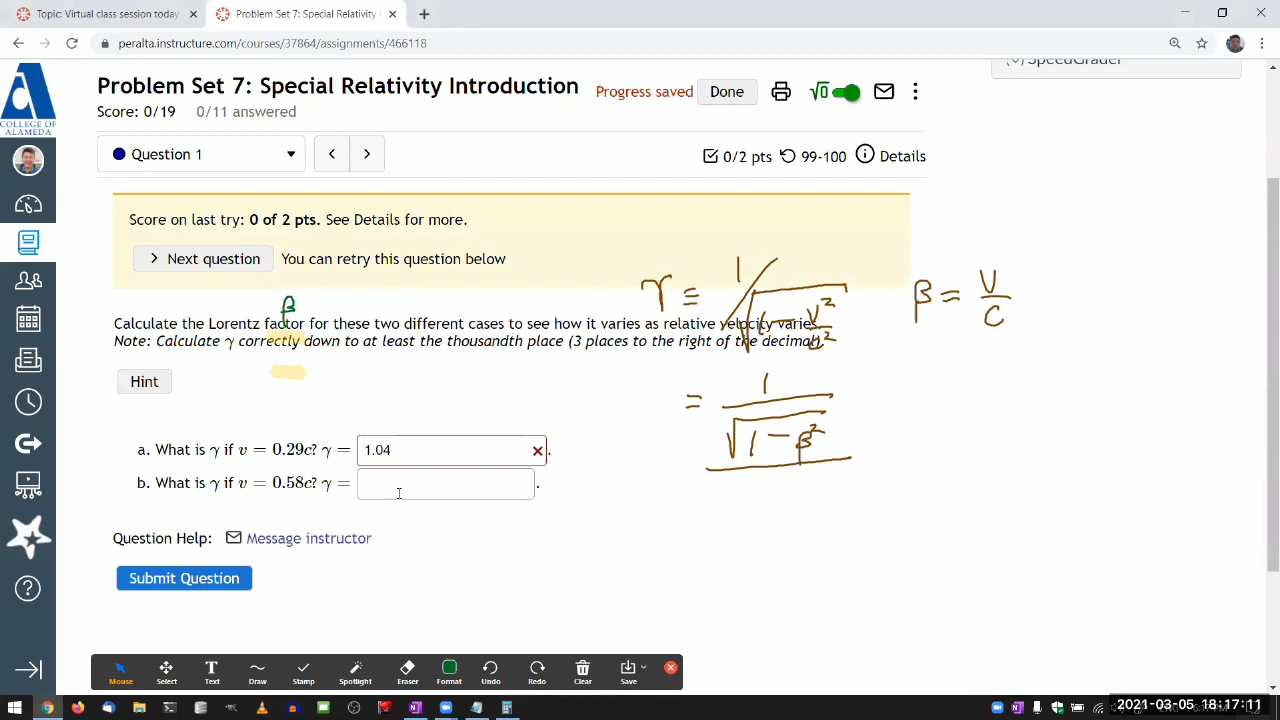 Topic: Virtual class session today
Problem Set 7: Special Relativity I
peralta.instructure.com/courses/37864/assignments/466118
COLLEGE OF ALAMEDA
Problem Set 7: Special Relativity Introduction
Progress saved
Done
√0
SpeedGrader
Score: 0/19 0/11 answered
Question 1
0/2 pts 99-100 Details
Score on last try: 0 of 2 pts. See Details for more.
Next question You can retry this question below
γ ≡ 1/√(1 - v²/c²) β = v/c
β
Calculate the Lorentz factor for these two different cases to see how it varies as relative velocity varies.
Note: Calculate γ correctly down to at least the thousandth place (3 places to the right of the decimal).
Hint
= 1/√(1 - β²)
a. What is γ if v = 0.29c? γ = 1.04 .
b. What is γ if v = 0.58c? γ = .
Question Help: Message instructor
Submit Question
Mouse Select Text Draw Stamp Spotlight Eraser Format Undo Redo Clear Save
2021-03-05 18:17:11